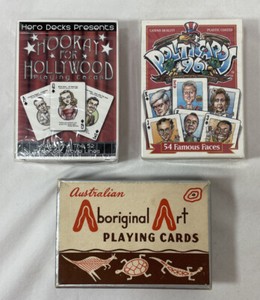 Hero Decks Presents
HOORAY
FOR
HOLLYWOOD
PLAYING CARDS
POLITICARDS
'96
54 Famous Faces
Australian
Aboriginal Art
PLAYING CARDS